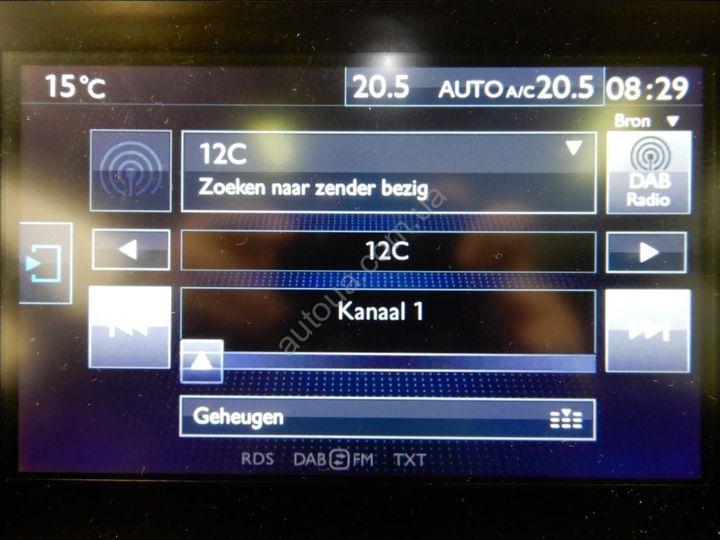 15°C 20.5 AUTO A/C 20.5 08:29
Bron
12C
Zoeken naar zender bezig
DAB
Radio
12C
Kanaal 1
Geheugen
RDS DAB FM TXT
autoua.com.ua